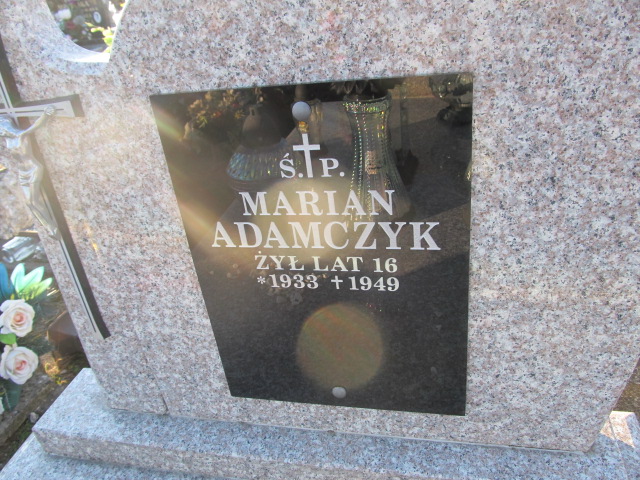 Ś. † P.
MARIAN
ADAMCZYK
ŻYŁ LAT 16
*1933 †1949